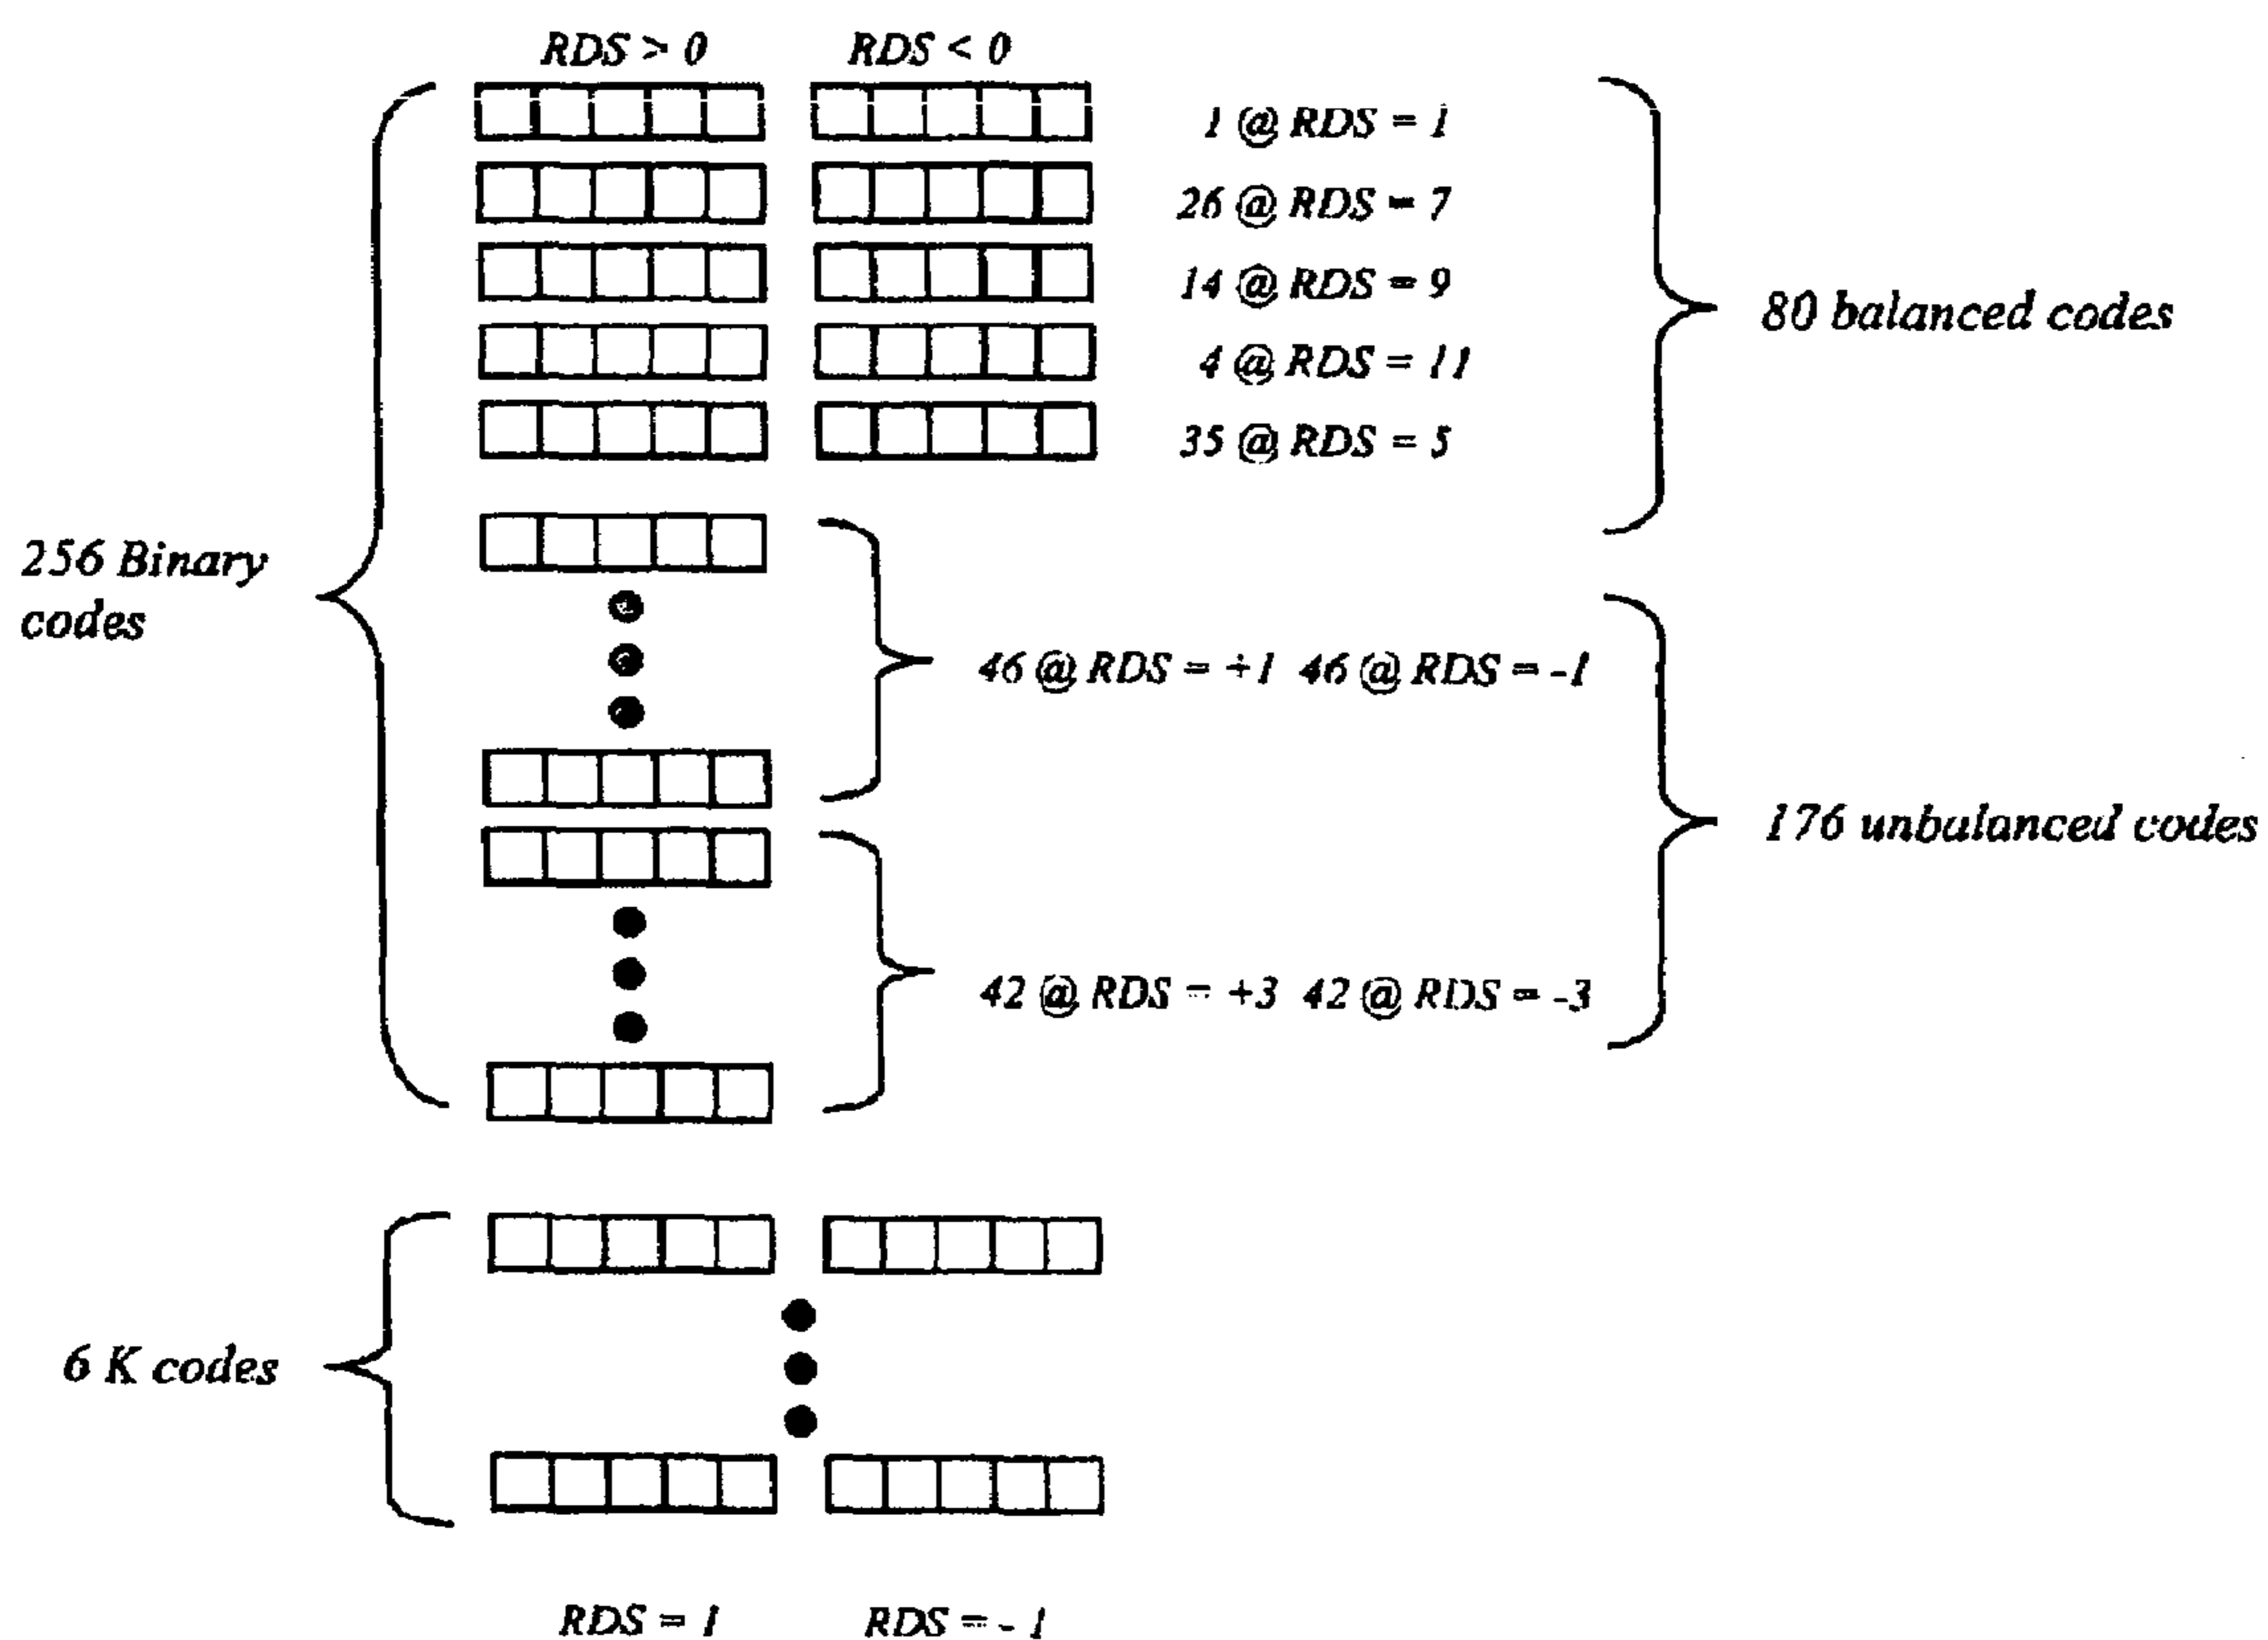 RDS > 0 RDS < 0
1 @ RDS = 1
26 @ RDS = 7
14 @ RDS = 9
4 @ RDS = 11
35 @ RDS = 5
80 balanced codes
256 Binary
codes
46 @ RDS = +1 46 @ RDS = -1
176 unbalanced codes
42 @ RDS = +3 42 @ RDS = -3
6 K codes
RDS = 1 RDS = - 1